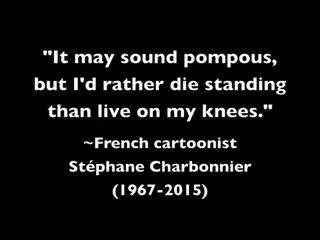 "It may sound pompous,
but I'd rather die standing
than live on my knees."
~French cartoonist
Stéphane Charbonnier
(1967-2015)